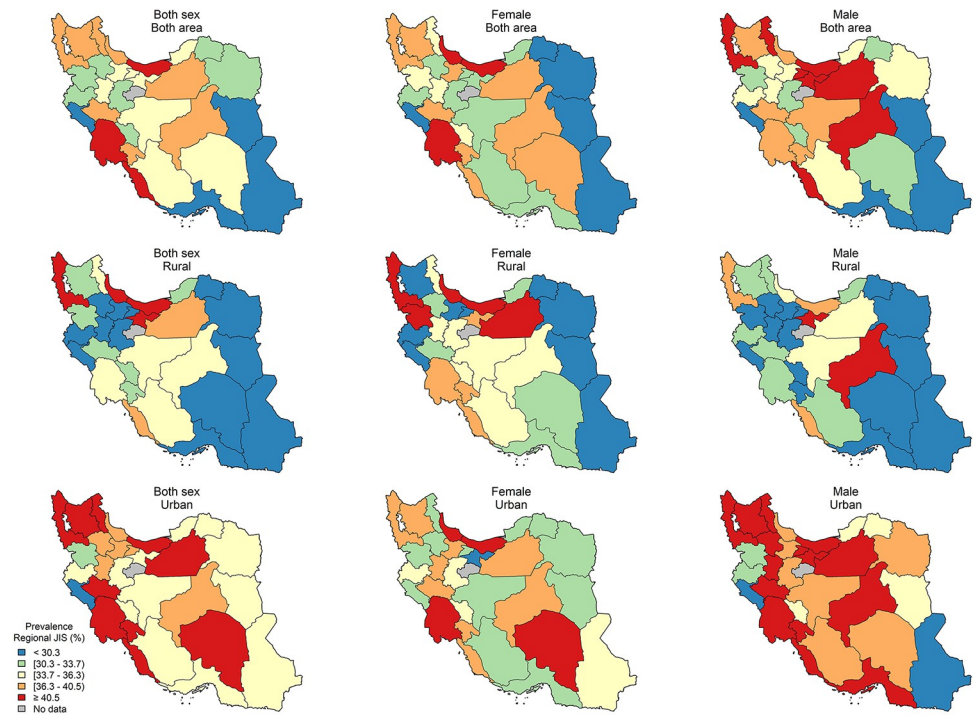 Both sex
Both area
Female
Both area
Male
Both area
Both sex
Rural
Female
Rural
Male
Rural
Both sex
Urban
Female
Urban
Male
Urban
Prevalence
Regional JIS (%)
< 30.3
[30.3 - 33.7)
[33.7 - 36.3)
[36.3 - 40.5)
≥ 40.5
No data